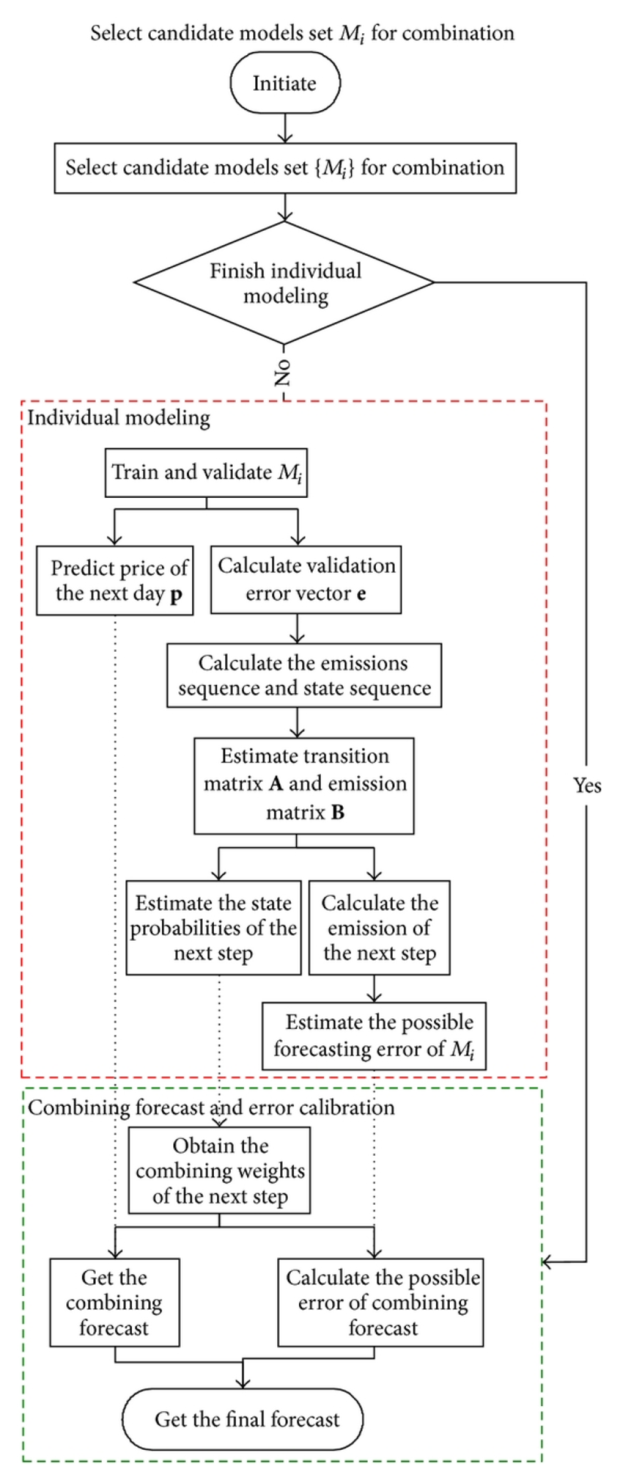 Select candidate models set Mi for combination
Initiate
Select candidate models set {Mi} for combination
Finish individual
modeling
No
Yes
Individual modeling
Train and validate Mi
Predict price of
the next day p
Calculate validation
error vector e
Calculate the emissions
sequence and state sequence
Estimate transition
matrix A and emission
matrix B
Estimate the state
probabilities of the
next step
Calculate the
emission of
the next step
Estimate the possible
forecasting error of Mi
Combining forecast and error calibration
Obtain the
combining weights
of the next step
Get the
combining
forecast
Calculate the possible
error of combining
forecast
Get the final forecast